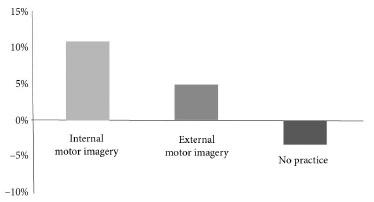 15%
10%
5%
0%
Internal
motor imagery
External
motor imagery
No practice
−5%
−10%